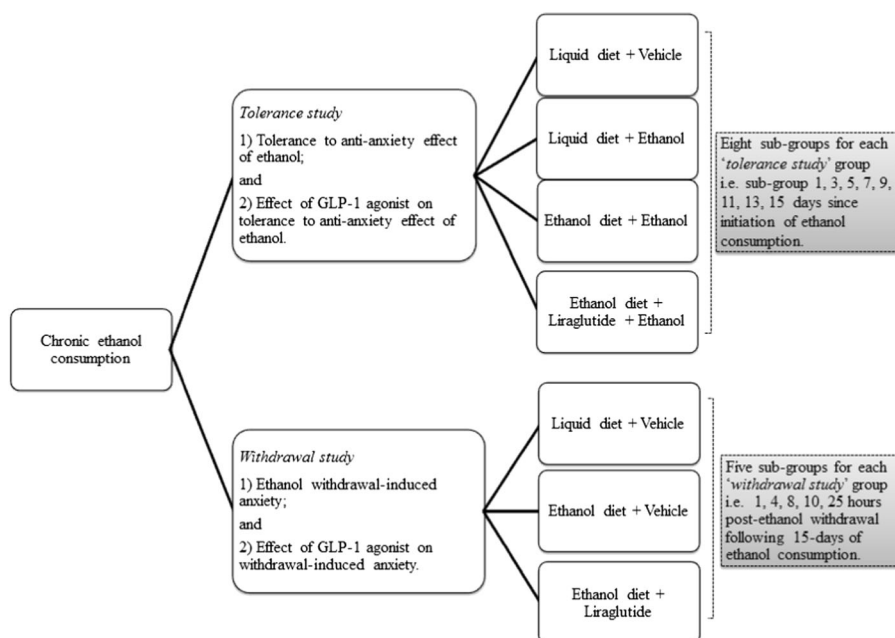 Chronic ethanol
consumption
Tolerance study
1) Tolerance to anti-anxiety effect
of ethanol;
and
2) Effect of GLP-1 agonist on
tolerance to anti-anxiety effect of
ethanol.
Liquid diet + Vehicle
Liquid diet + Ethanol
Ethanol diet + Ethanol
Ethanol diet +
Liraglutide + Ethanol
Eight sub-groups for each
‘tolerance study’ group
i.e. sub-group 1, 3, 5, 7, 9,
11, 13, 15 days since
initiation of ethanol
consumption.
Withdrawal study
1) Ethanol withdrawal-induced
anxiety;
and
2) Effect of GLP-1 agonist on
withdrawal-induced anxiety.
Liquid diet + Vehicle
Ethanol diet + Vehicle
Ethanol diet +
Liraglutide
Five sub-groups for each
‘withdrawal study’ group
i.e. 1, 4, 8, 10, 25 hours
post-ethanol withdrawal
following 15-days of
ethanol consumption.